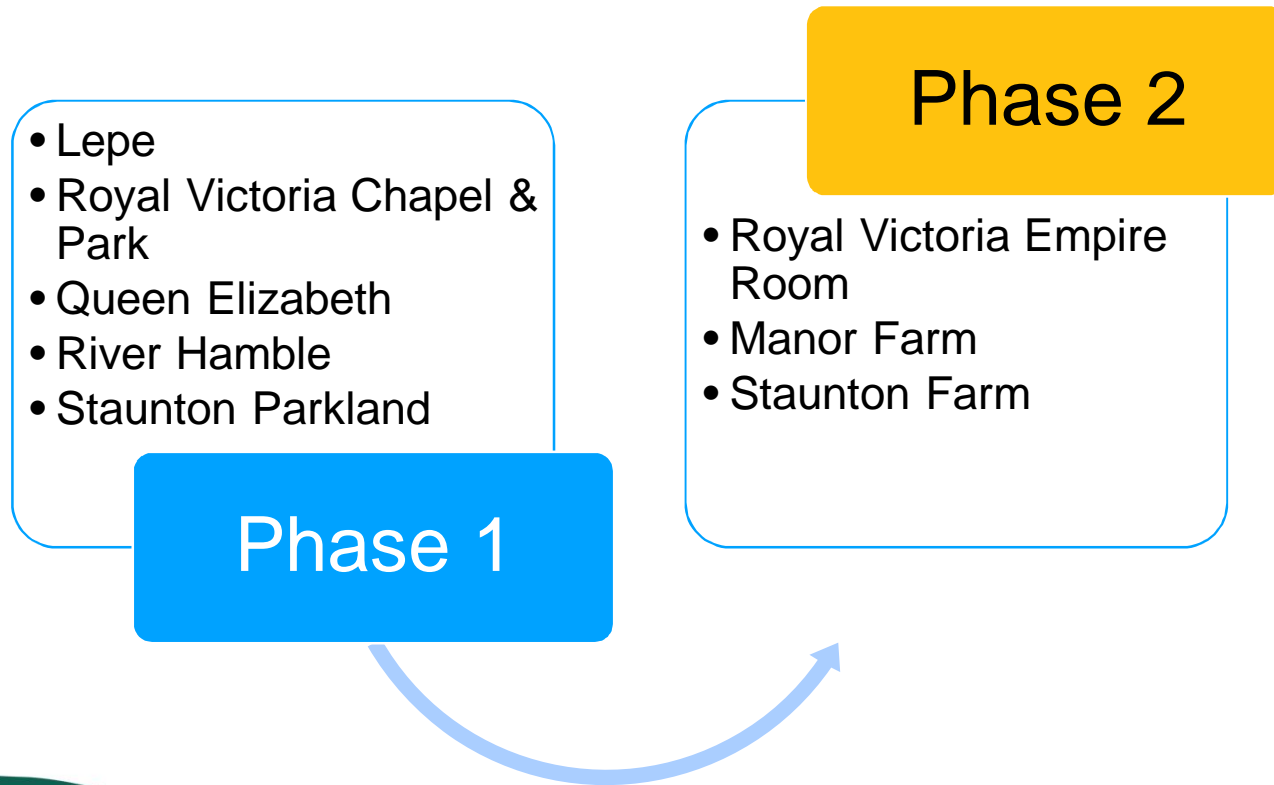 • Lepe
• Royal Victoria Chapel &
Park
• Queen Elizabeth
• River Hamble
• Staunton Parkland
Phase 1
Phase 2
• Royal Victoria Empire
Room
• Manor Farm
• Staunton Farm